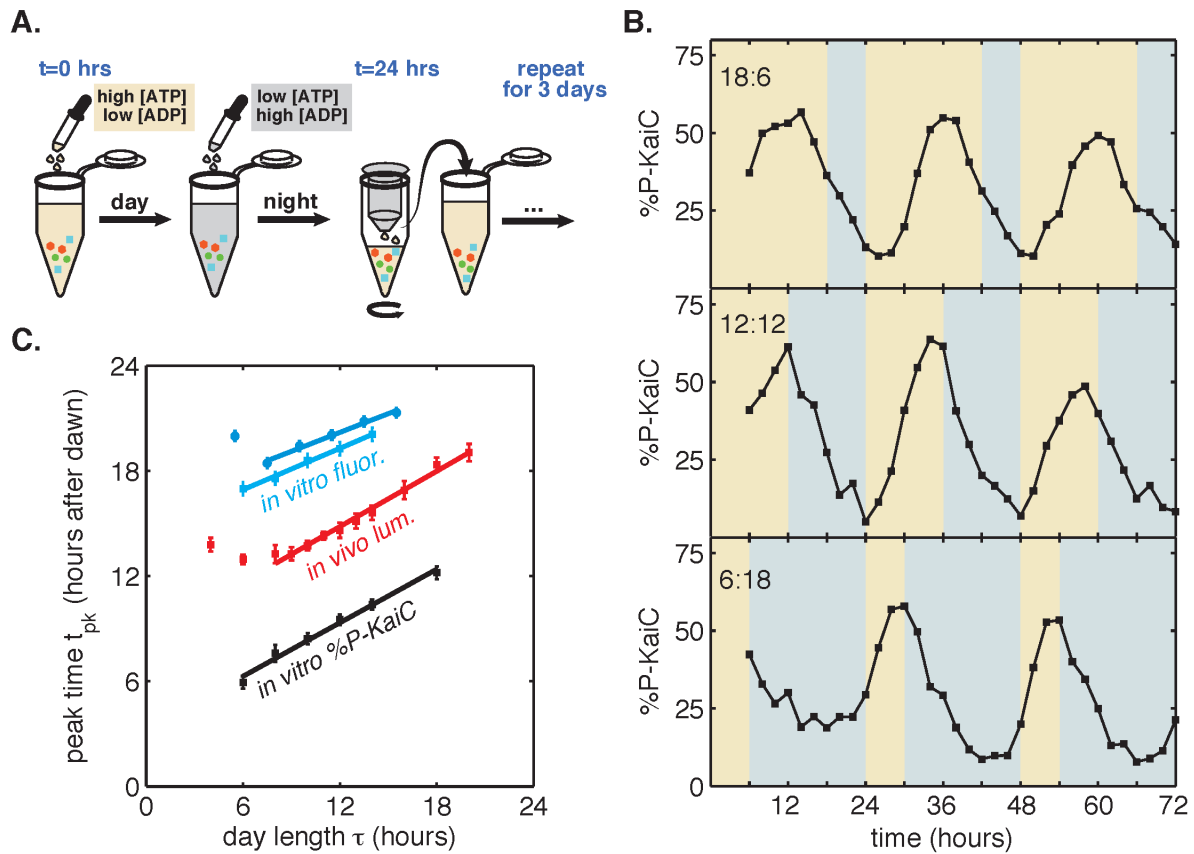 A.
t=0 hrs
t=24 hrs
repeat
for 3 days
high [ATP]
low [ADP]
low [ATP]
high [ADP]
day
night
...
B.
75
50
25
%P-KaiC
18:6
75
50
25
%P-KaiC
12:12
75
50
25
0
%P-KaiC
6:18
12
24
36
48
60
72
time (hours)
C.
24
18
12
6
0
peak time tpk (hours after dawn)
in vitro fluor.
in vivo lum.
in vitro %P-KaiC
0
6
12
18
24
day length τ (hours)